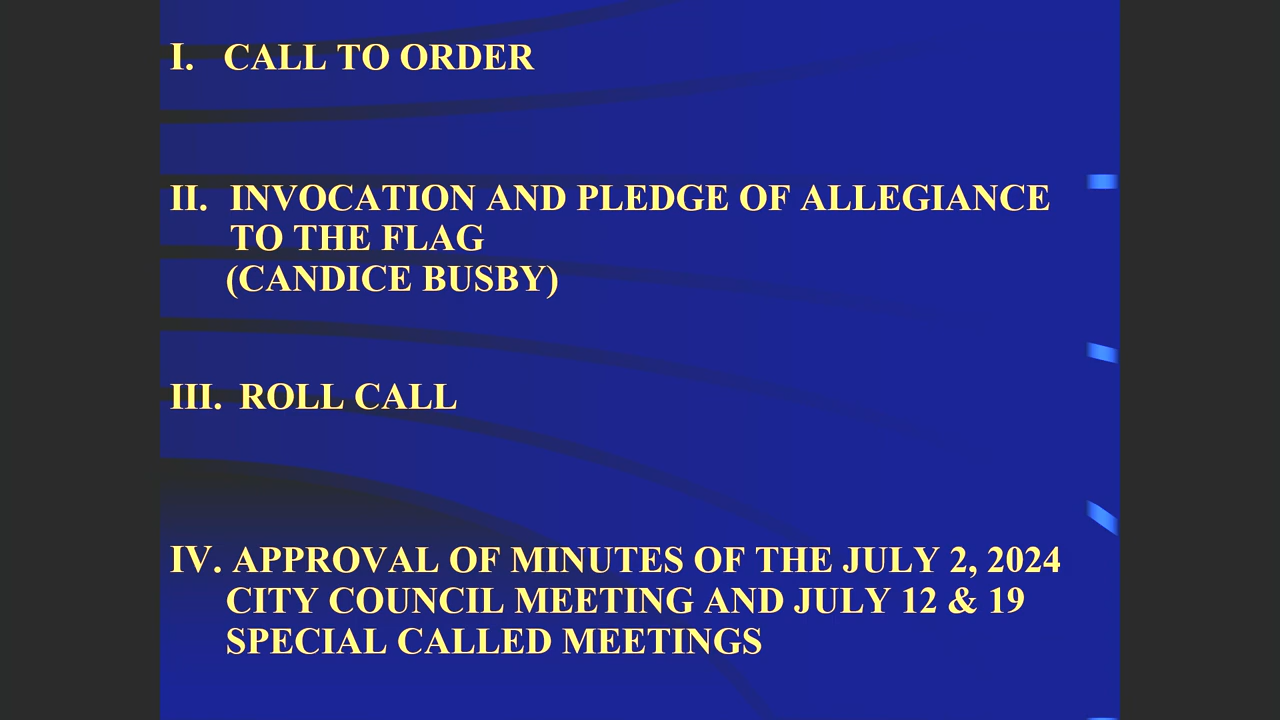 I. CALL TO ORDER
II. INVOCATION AND PLEDGE OF ALLEGIANCE
TO THE FLAG
(CANDICE BUSBY)
III. ROLL CALL
IV. APPROVAL OF MINUTES OF THE JULY 2, 2024
CITY COUNCIL MEETING AND JULY 12 & 19
SPECIAL CALLED MEETINGS